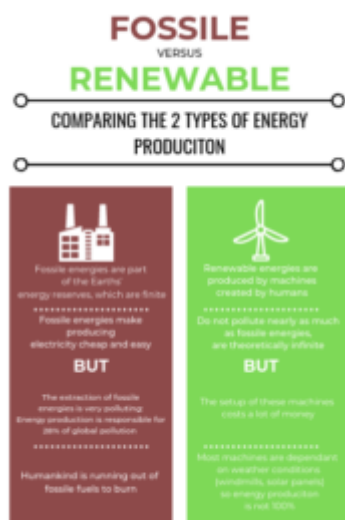 FOSSILE
VERSUS
RENEWABLE
COMPARING THE 2 TYPES OF ENERGY
PRODUCITON
Fossile energies are part
of the Earths'
energy reserves, which are finite
Fossile energies make
producing
electricity cheap and easy
BUT
The extraction of fossile
energies is very polluting:
Energy production is responsible for
of global pollution
Humankind is running out of
fossile fuels to burn
Renewable energies are
produced by machines
created by humans
Do not pollute nearly as much
as fossile energies,
are theoretically infinite
BUT
The setup of these machines
costs a lot of money
Most machines are dependant
on weather conditions
(windmills, solar panels)
so energy produciton
is not 100%